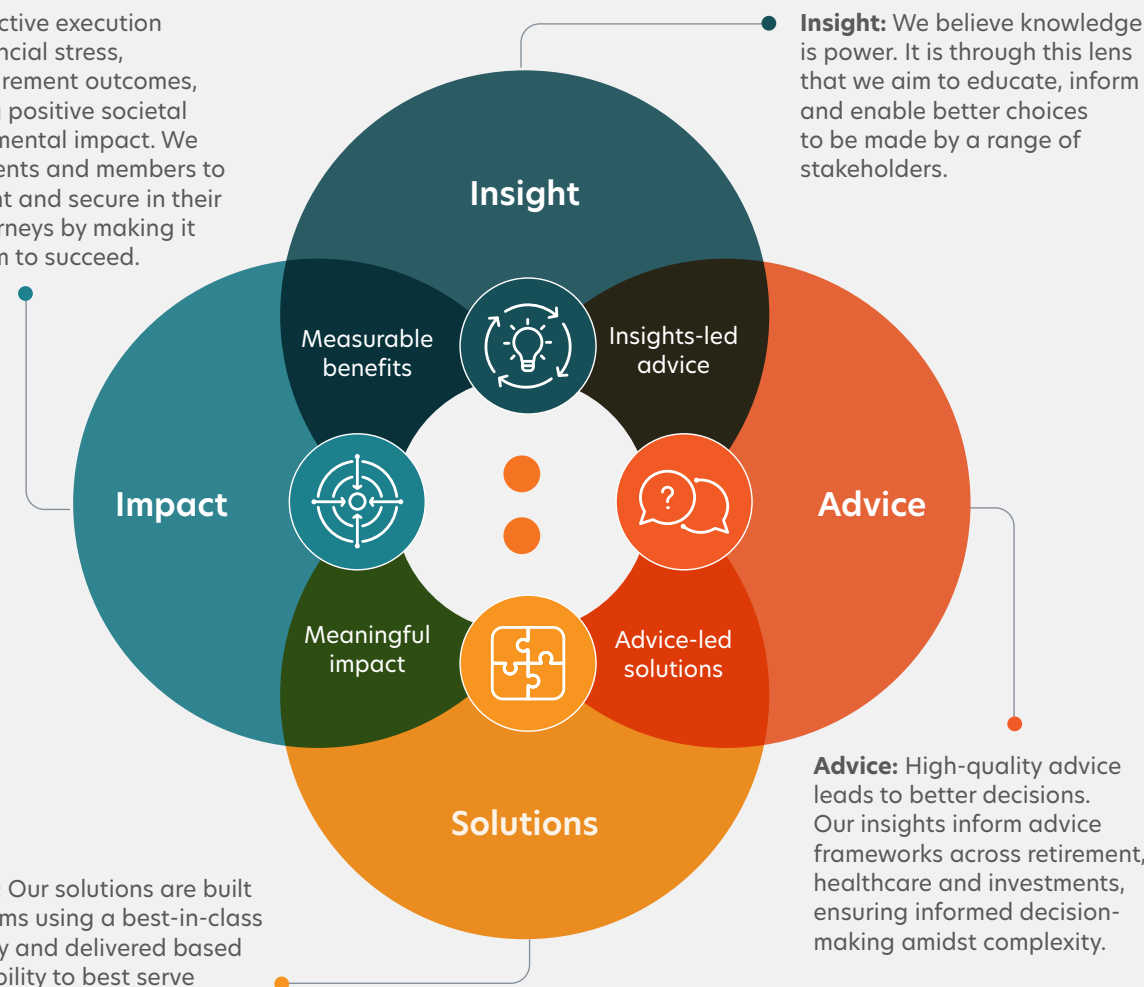 ctive execution
ncial stress,
rement outcomes,
positive societal
mental impact. We
ents and members to
t and secure in their
rneys by making it
m to succeed.
Insight: We believe knowledge
is power. It is through this lens
that we aim to educate, inform
and enable better choices
to be made by a range of
stakeholders.
Insight
Measurable
benefits
Insights-led
advice
Impact
?
Advice
Meaningful
impact
Advice-led
solutions
Solutions
Advice: High-quality advice
leads to better decisions.
Our insights inform advice
frameworks across retirement,
healthcare and investments,
ensuring informed decision-
making amidst complexity.
: Our solutions are built
ms using a best-in-class
y and delivered based
bility to best serve